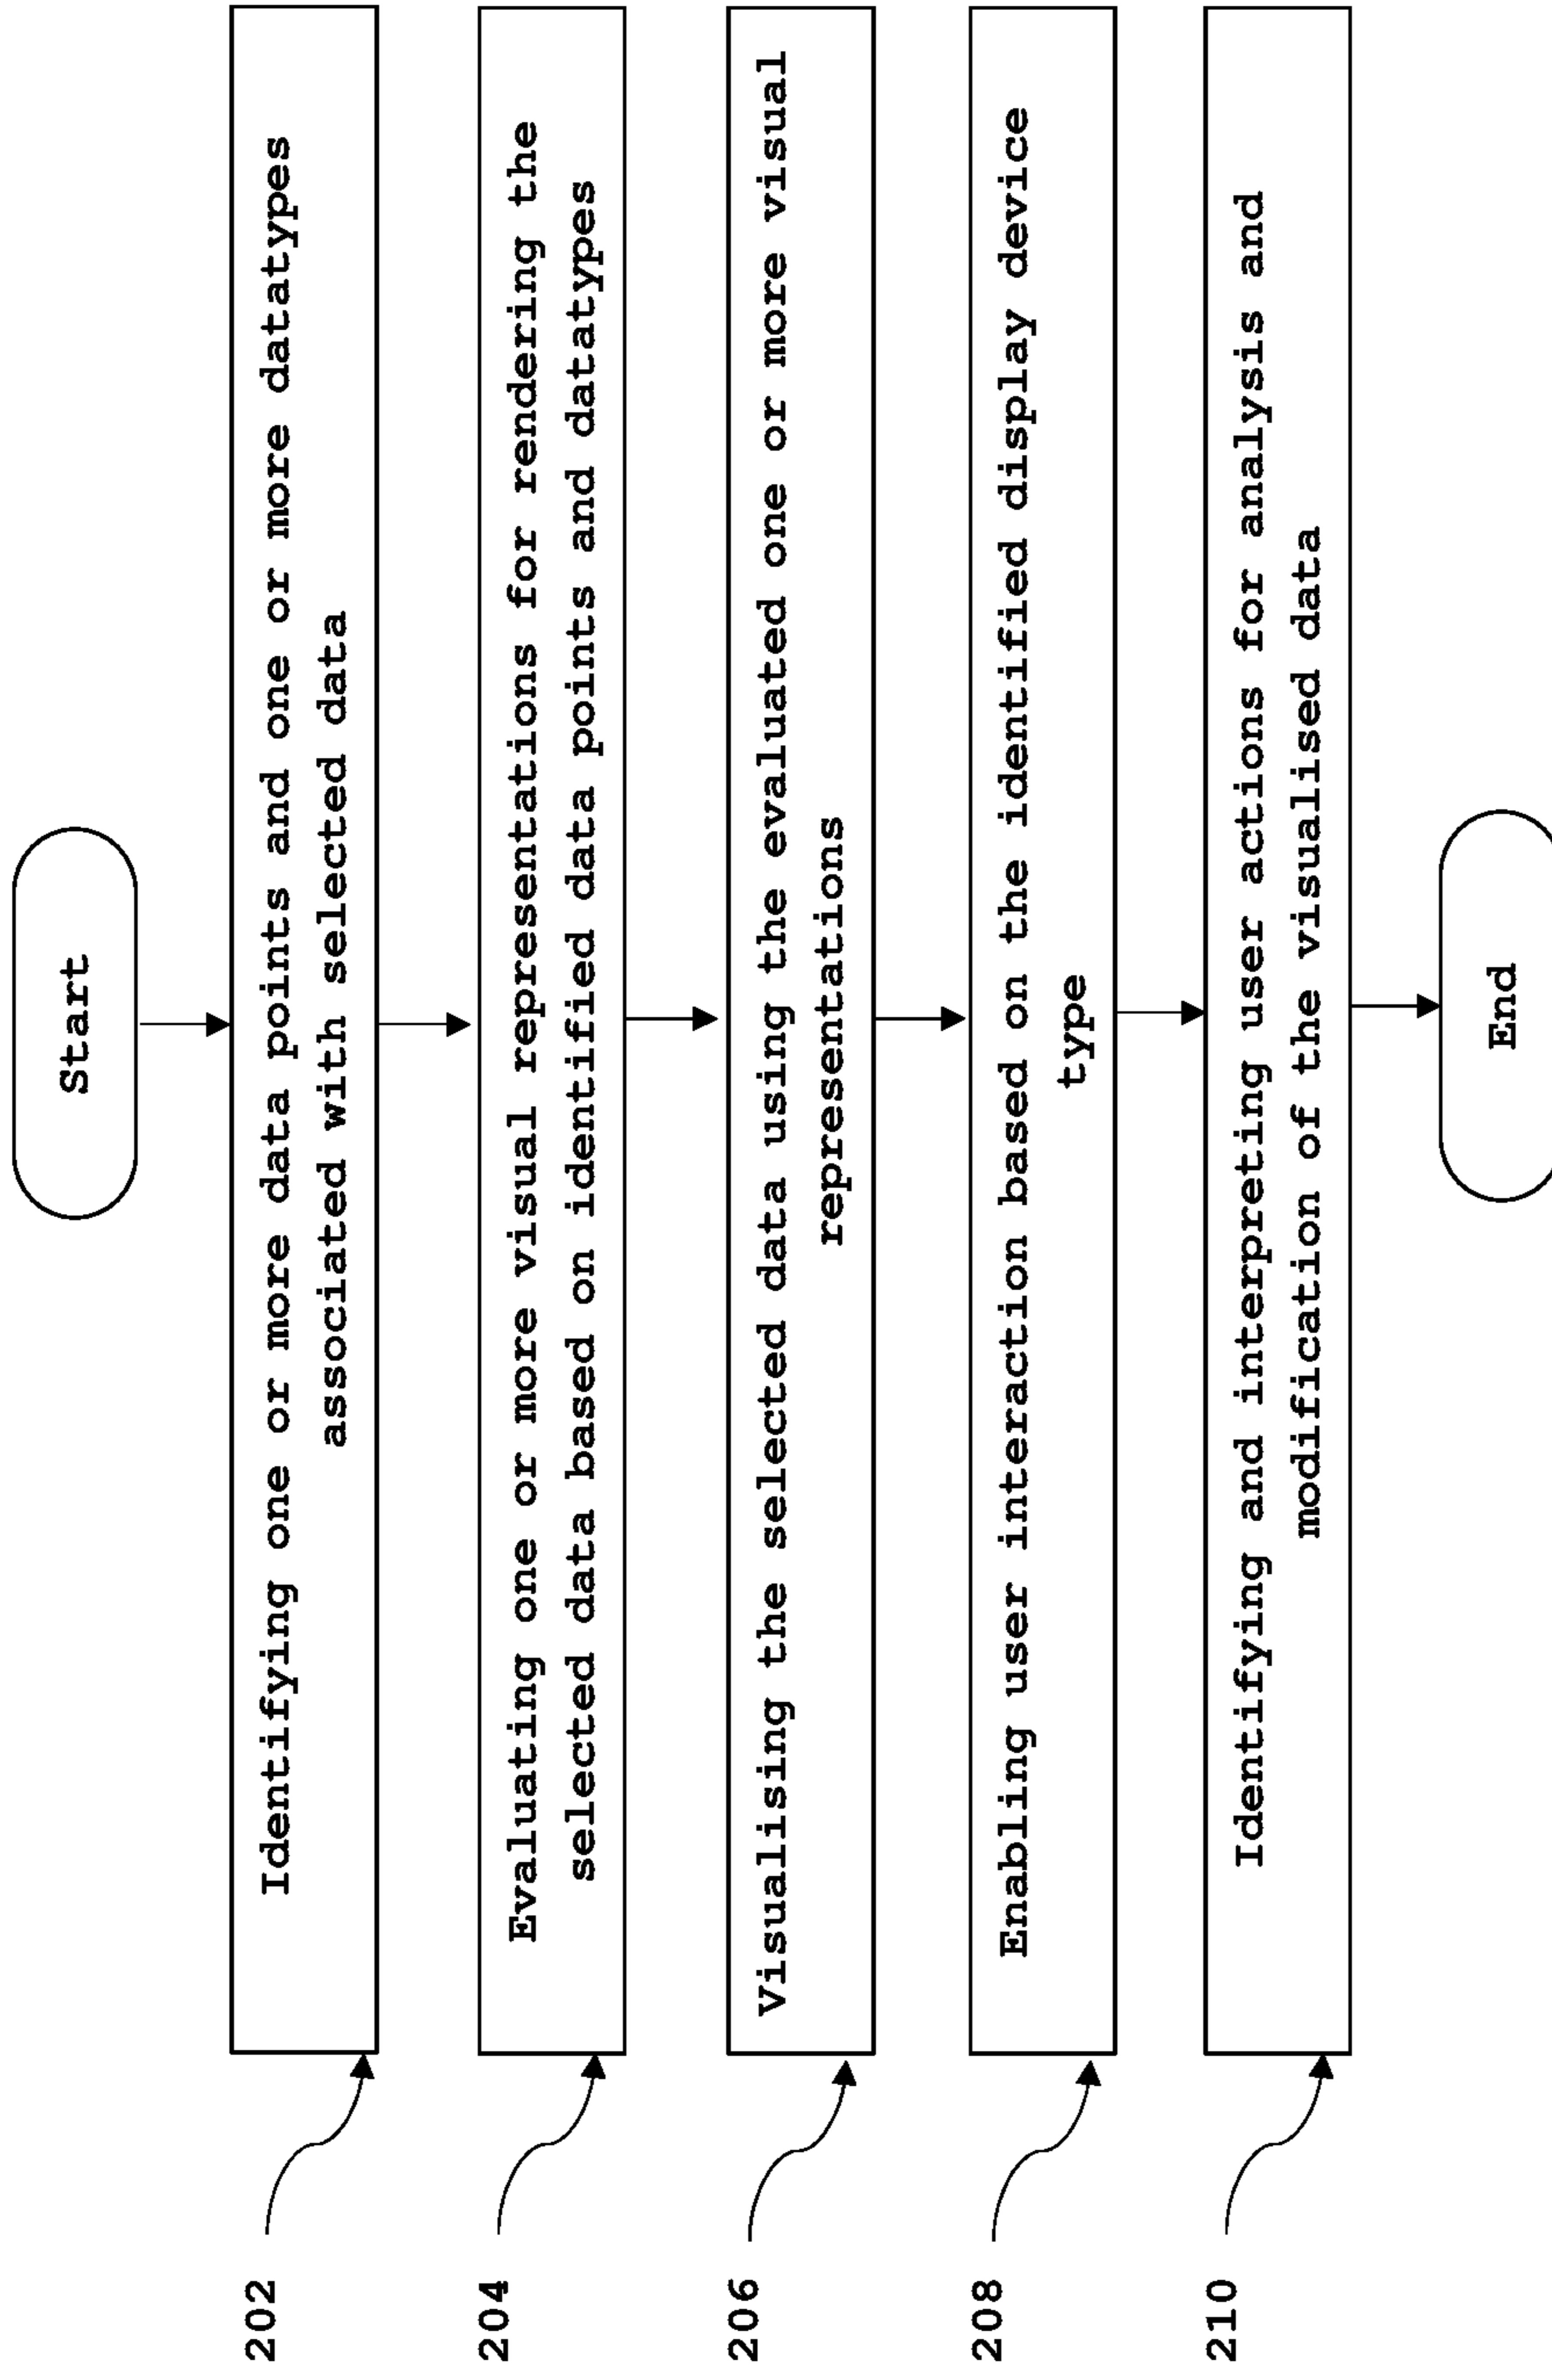 Start
202
Identifying one or more data points and one or more datatypes
associated with selected data
204
Evaluating one or more visual representations for rendering the
selected data based on identified data points and datatypes
206
visualising the selected data using the evaluated one or more visual
representations
208
Enabling user interaction based on the identified display device
type
210
Identifying and interpreting user actions for analysis and
modification of the visualised data
End